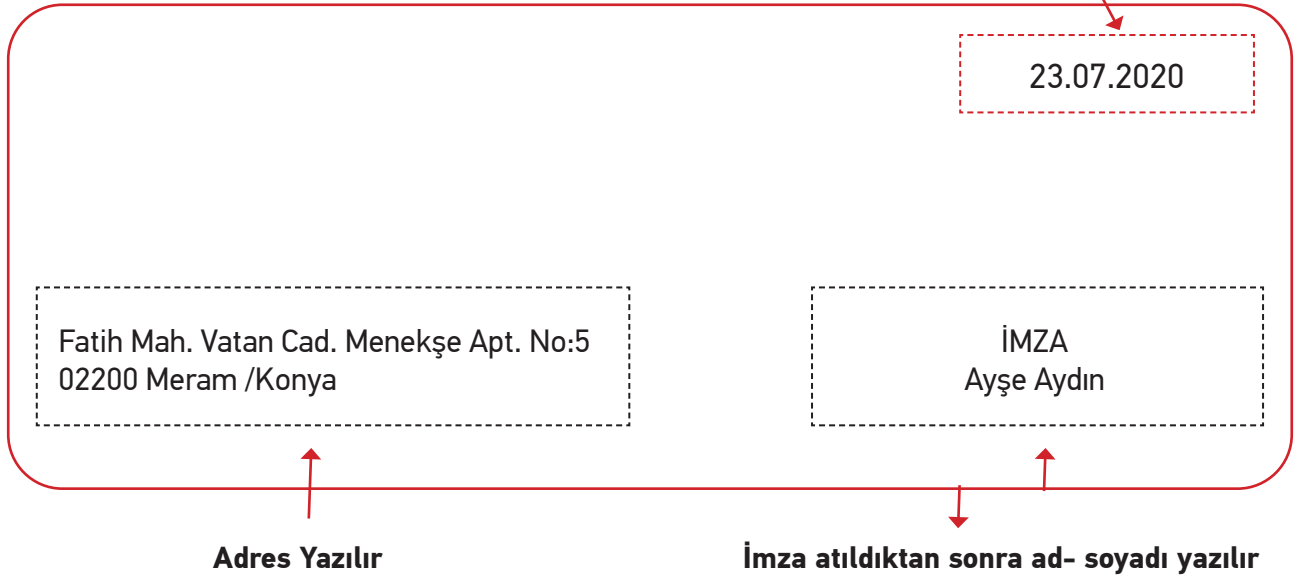 23.07.2020
Fatih Mah. Vatan Cad. Menekşe Apt. No:5
02200 Meram /Konya
İMZA
Ayşe Aydın
Adres Yazılır
İmza atıldıktan sonra ad- soyadı yazılır